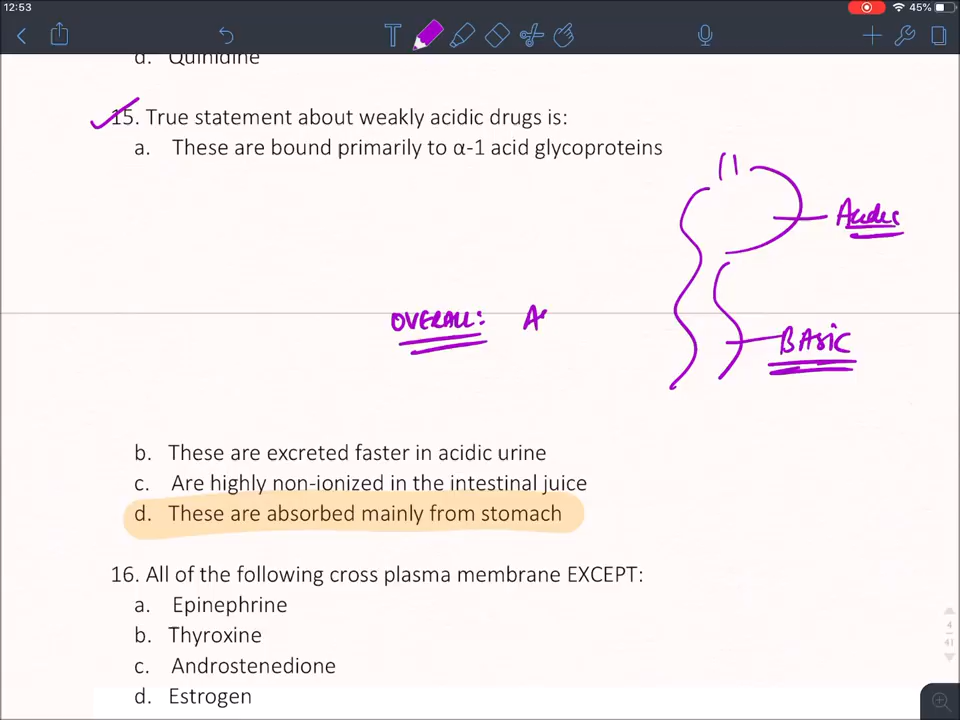 12:53
45%
T
d. Quinidine
15. True statement about weakly acidic drugs is:
a. These are bound primarily to α-1 acid glycoproteins
Acidic
OVERALL: Ac
BASIC
b. These are excreted faster in acidic urine
c. Are highly non-ionized in the intestinal juice
d. These are absorbed mainly from stomach
16. All of the following cross plasma membrane EXCEPT:
a. Epinephrine
b. Thyroxine
c. Androstenedione
d. Estrogen
4
41